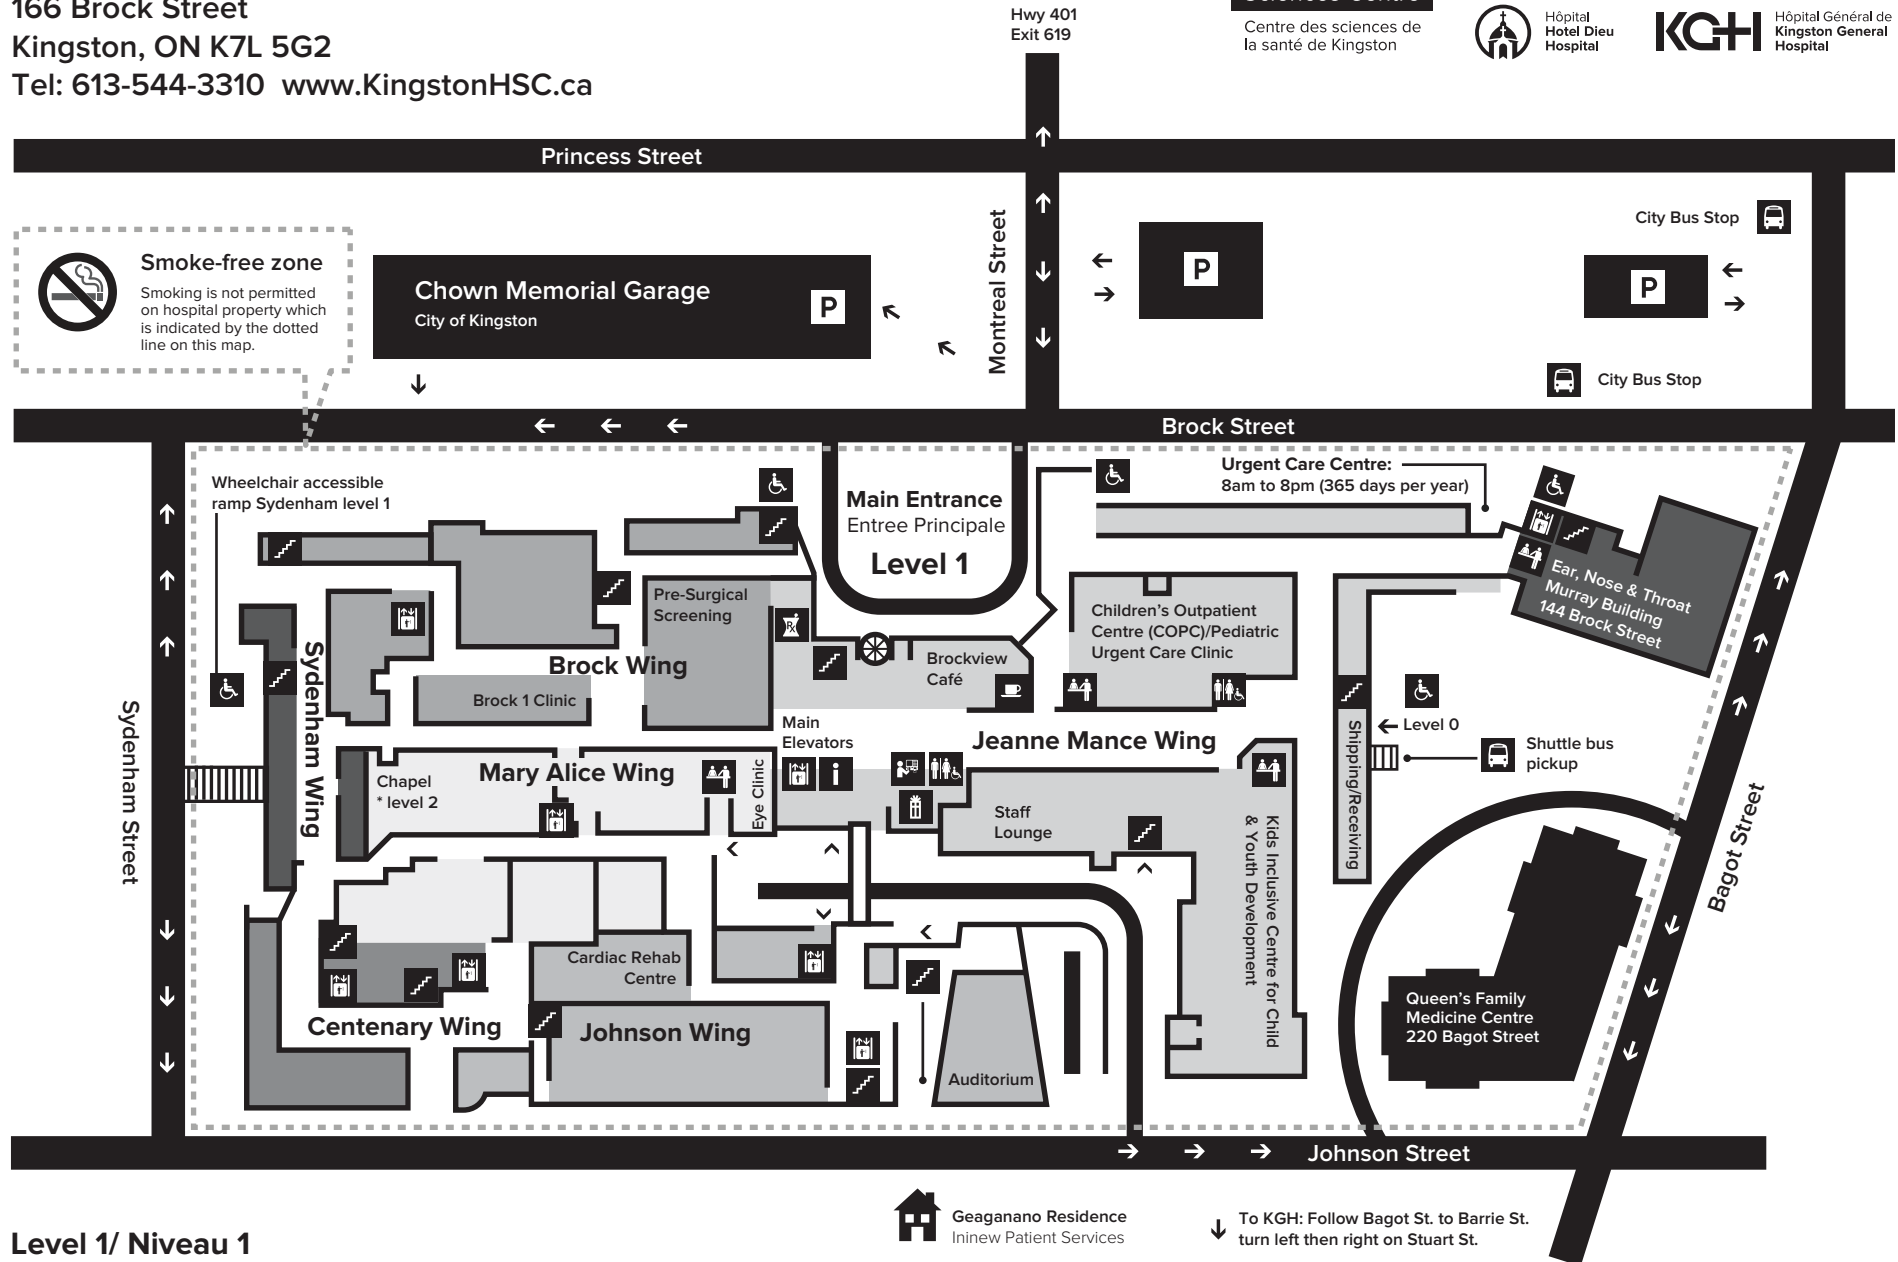 166 Brock Street
Kingston, ON K7L 5G2
Tel: 613-544-3310 www.KingstonHSC.ca
Hwy 401
Exit 619
Centre des sciences de
la santé de Kingston
Hôpital
Hotel Dieu
Hospital
KGH
Hôpital Général de
Kingston General
Hospital
Princess Street
Montreal Street
City Bus Stop
Smoke-free zone
Smoking is not permitted
on hospital property which
is indicated by the dotted
line on this map.
Chown Memorial Garage
City of Kingston
P
P
P
City Bus Stop
Brock Street
Wheelchair accessible
ramp Sydenham level 1
Main Entrance
Entree Principale
Level 1
Urgent Care Centre:
8am to 8pm (365 days per year)
Ear, Nose & Throat
Murray Building
144 Brock Street
Pre-Surgical
Screening
Rx
Children's Outpatient
Centre (COPC)/Pediatric
Urgent Care Clinic
Brock Wing
Brockview
Café
Brock 1 Clinic
Sydenham Wing
Sydenham Street
Main
Elevators
i
Jeanne Mance Wing
Level 0
Shipping/Receiving
Shuttle bus
pickup
Mary Alice Wing
Chapel
* level 2
Eye Clinic
Staff
Lounge
Kids Inclusive Centre for Child
& Youth Development
Bagot Street
Cardiac Rehab
Centre
Centenary Wing
Johnson Wing
Auditorium
Queen's Family
Medicine Centre
220 Bagot Street
Johnson Street
Geaganano Residence
Ininew Patient Services
To KGH: Follow Bagot St. to Barrie St.
turn left then right on Stuart St.
Level 1/ Niveau 1